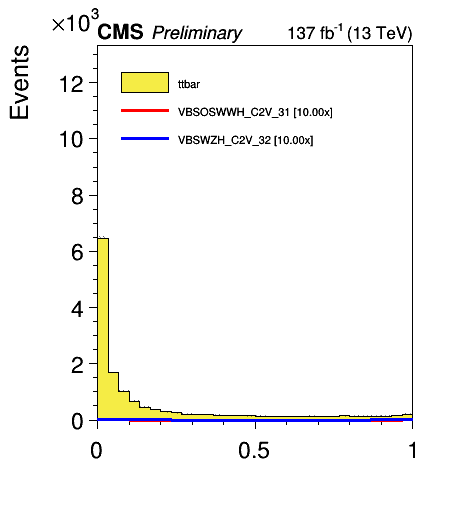 ×10³
CMS Preliminary 137 fb⁻¹ (13 TeV)
Events
12
ttbar
VBSOSWWH_C2V_31 [10.00x]
10
VBSWZH_C2V_32 [10.00x]
8
6
4
2
0
0 0.5 1